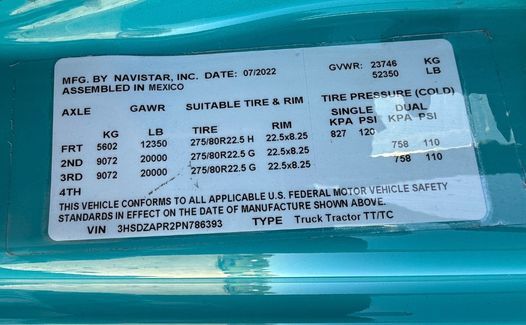 MFG. BY NAVISTAR, INC. DATE: 07/2022 GVWR: 23746 KG
ASSEMBLED IN MEXICO 52350 LB
AXLE GAWR SUITABLE TIRE & RIM TIRE PRESSURE (COLD)
SINGLE DUAL
KG LB TIRE RIM KPA PSI KPA PSI
FRT 5602 12350 275/80R22.5 H 22.5x8.25 827 120
2ND 9072 20000 275/80R22.5 G 22.5x8.25 758 110
3RD 9072 20000 275/80R22.5 G 22.5x8.25 758 110
4TH
THIS VEHICLE CONFORMS TO ALL APPLICABLE U.S. FEDERAL MOTOR VEHICLE SAFETY
STANDARDS IN EFFECT ON THE DATE OF MANUFACTURE SHOWN ABOVE.
VIN 3HSDZAPR2PN786393 TYPE Truck Tractor TT/TC